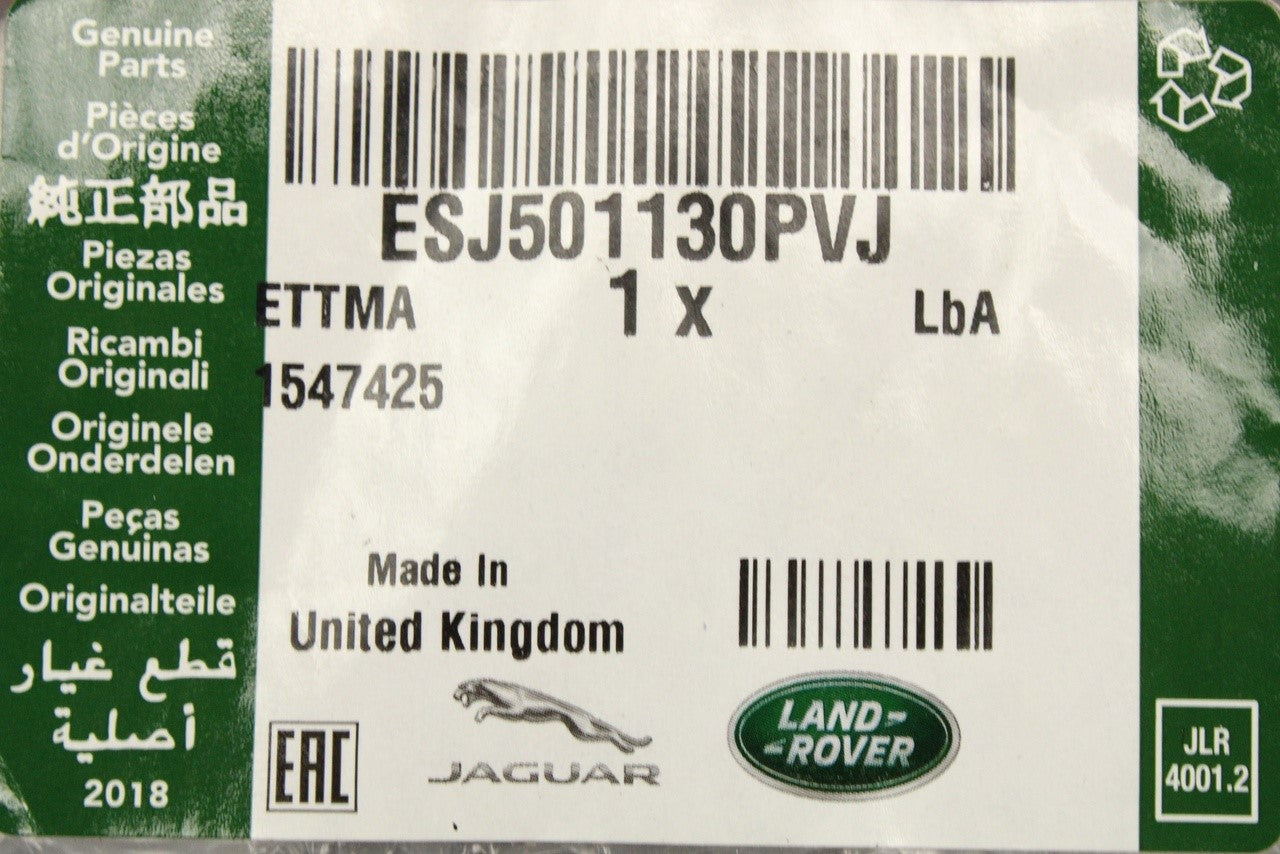 Genuine
Parts
Pièces
d'Origine
純正部品
Piezas
Originales
Ricambi
Originali
Originele
Onderdelen
Peças
Genuinas
Originalteile
قطع غيار
أصلية
2018
ESJ501130PVJ
ETTMA
1 x
LbA
1547425
Made In
United Kingdom
EAC
JAGUAR
LAND-
-ROVER
JLR
4001.2